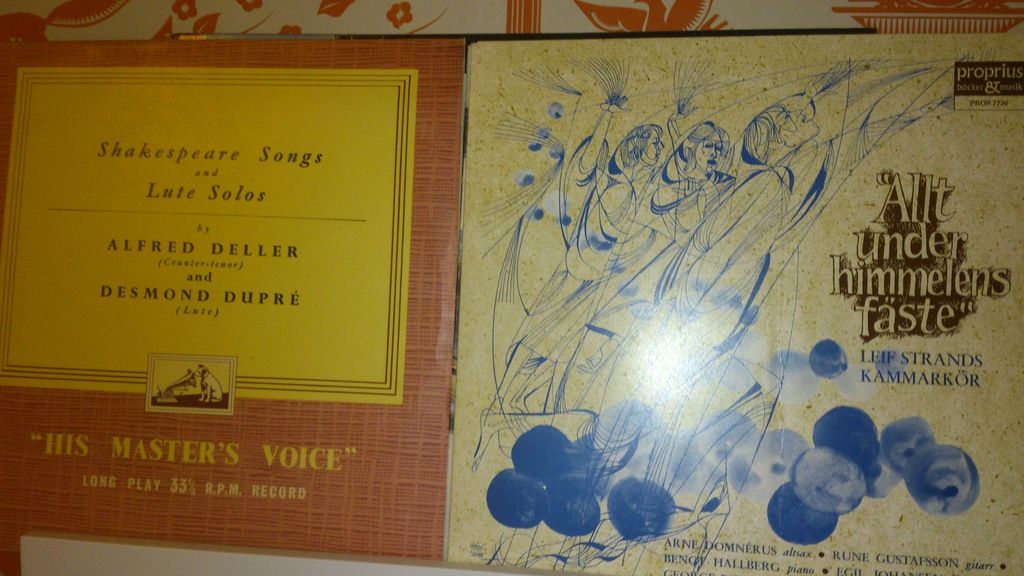 Shakespeare Songs
and
Lute Solos
by
ALFRED DELLER
(Counter-tenor)
and
DESMOND DUPRÉ
(Lute)
"HIS MASTER'S VOICE"
LONG PLAY 33⅓ R.P.M. RECORD
proprius
böcker & musik
PROP 7720
"Allt
under
himmelens
fäste"
LEIF STRANDS
KAMMARKÖR
ARNE DOMNÉRUS altsax • RUNE GUSTAFSSON gitarr •
BENGT HALLBERG piano • EGIL
GEORG